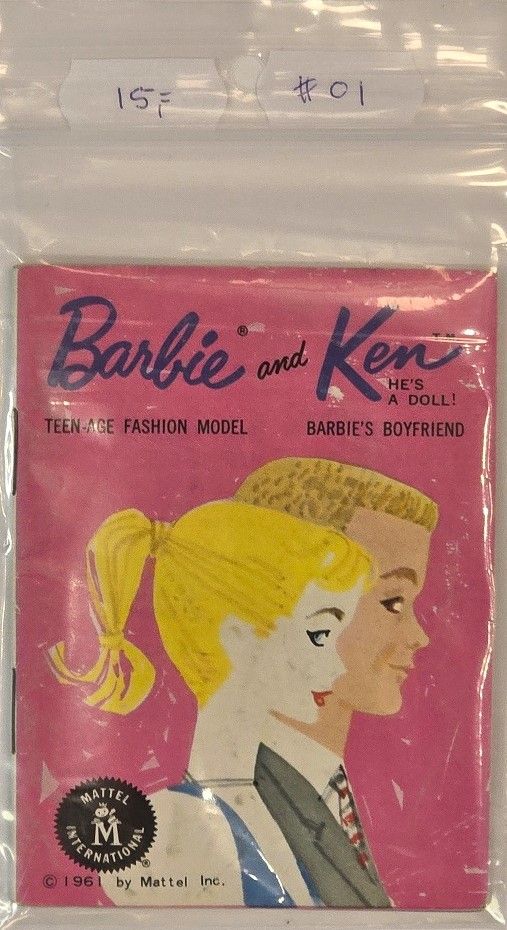 15,= #01
Barbie® and Ken™
HE'S
A DOLL!
TEEN-AGE FASHION MODEL BARBIE'S BOYFRIEND
MATTEL
M
INTERNATIONAL ®
© 1961 by Mattel Inc.